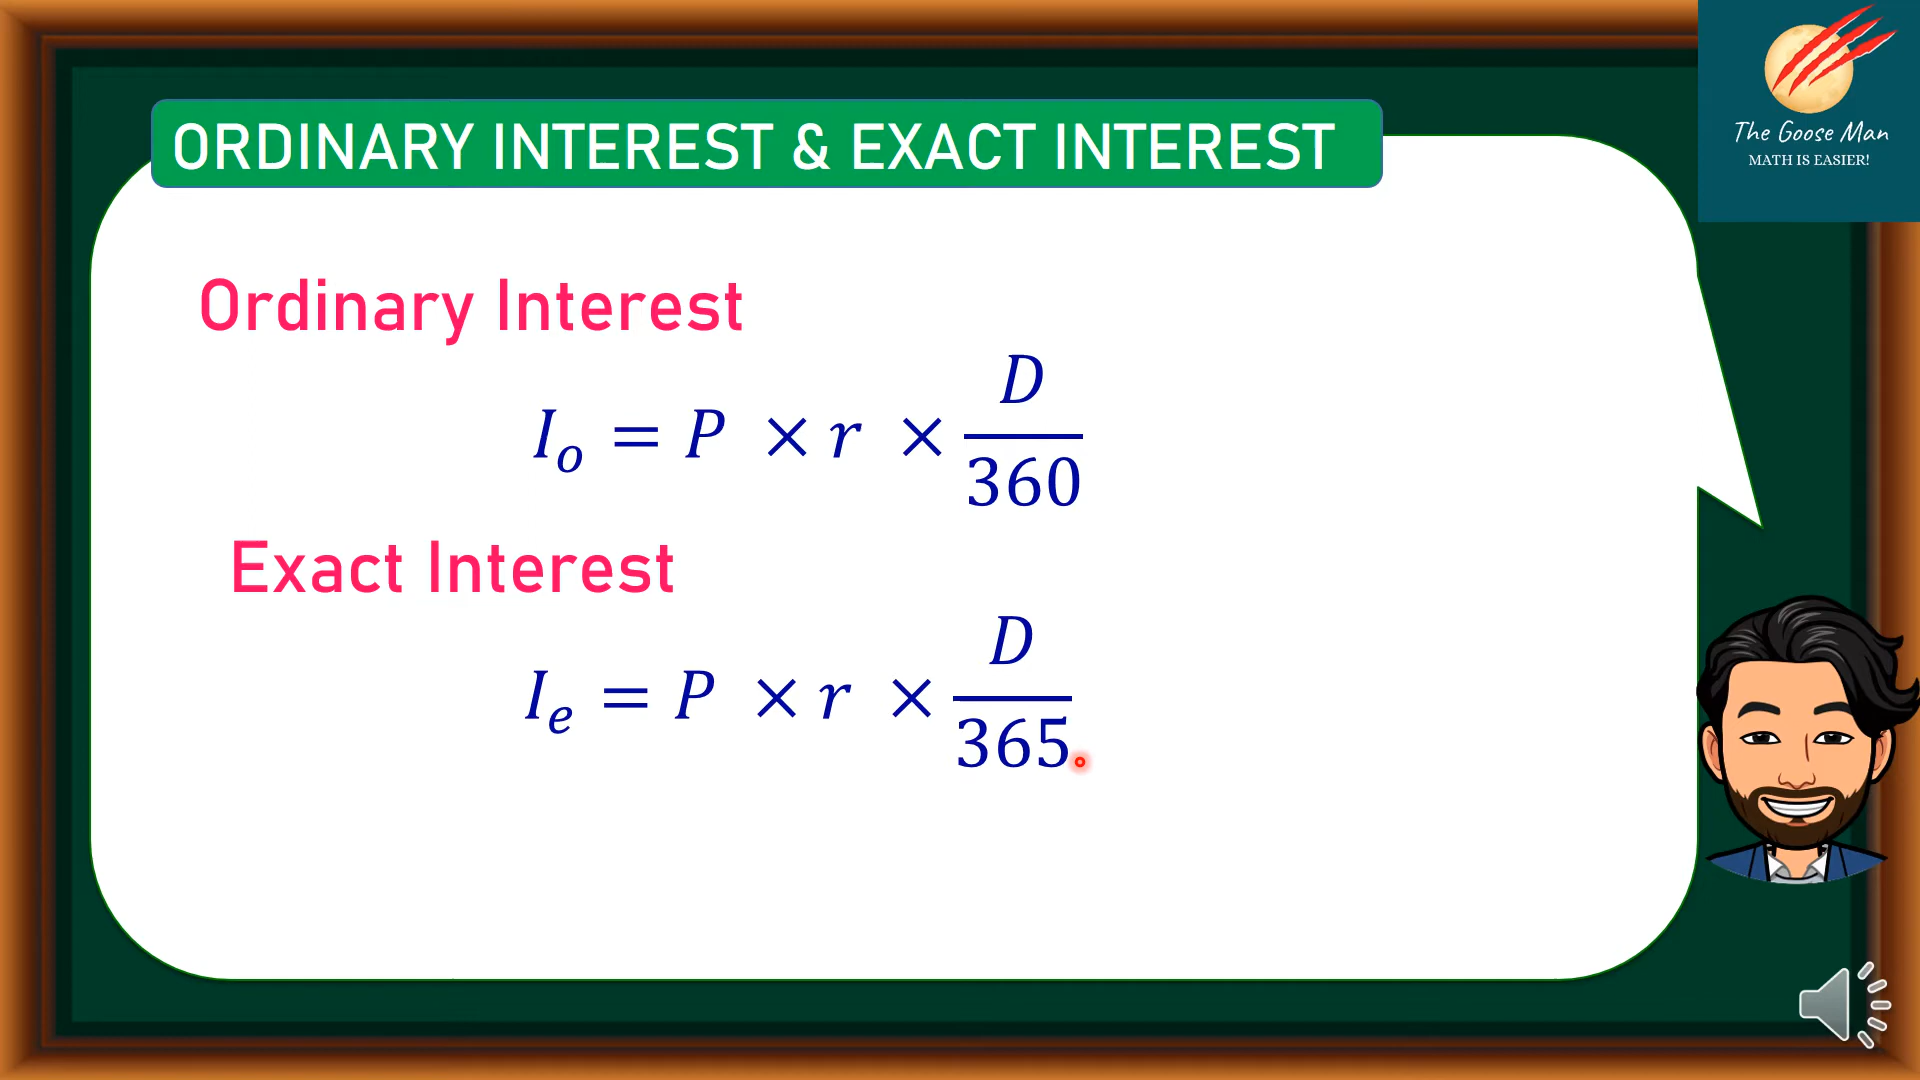 The Goose Man
MATH IS EASIER!
ORDINARY INTEREST & EXACT INTEREST
Ordinary Interest
I_o = P × r × D/360
Exact Interest
I_e = P × r × D/365